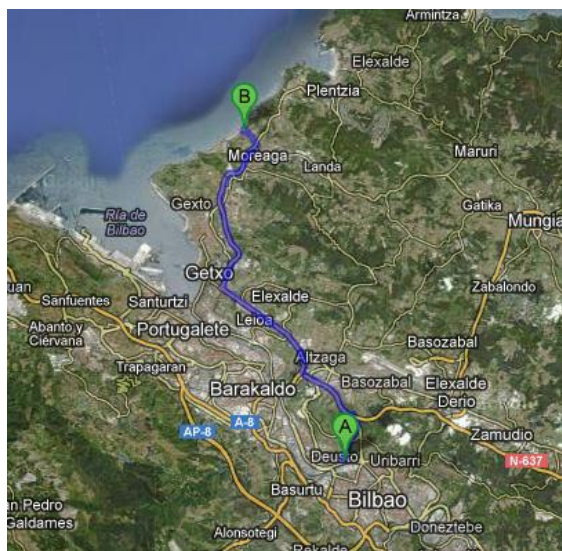 Armintza
Elexalde
Plentzia
B
Moreaga
Landa
Maruri
Gatika
Mungia
Gexto
Ría de
Bilbao
Getxo
Zabalondo
Sanfuentes
Santurtzi
Elexalde
Leioa
Abanto y
Ciérvana
Portugalete
Altzaga
Basozabal
Trapagaran
Barakaldo
Basozabal
Elexalde
Derio
A-8
AP-8
A
Zamudio
Deusto
Uribarri
N-637
Basurtu
Bilbao
an Pedro
Galdames
Alonsotegi
Doneztebe
Rekalde